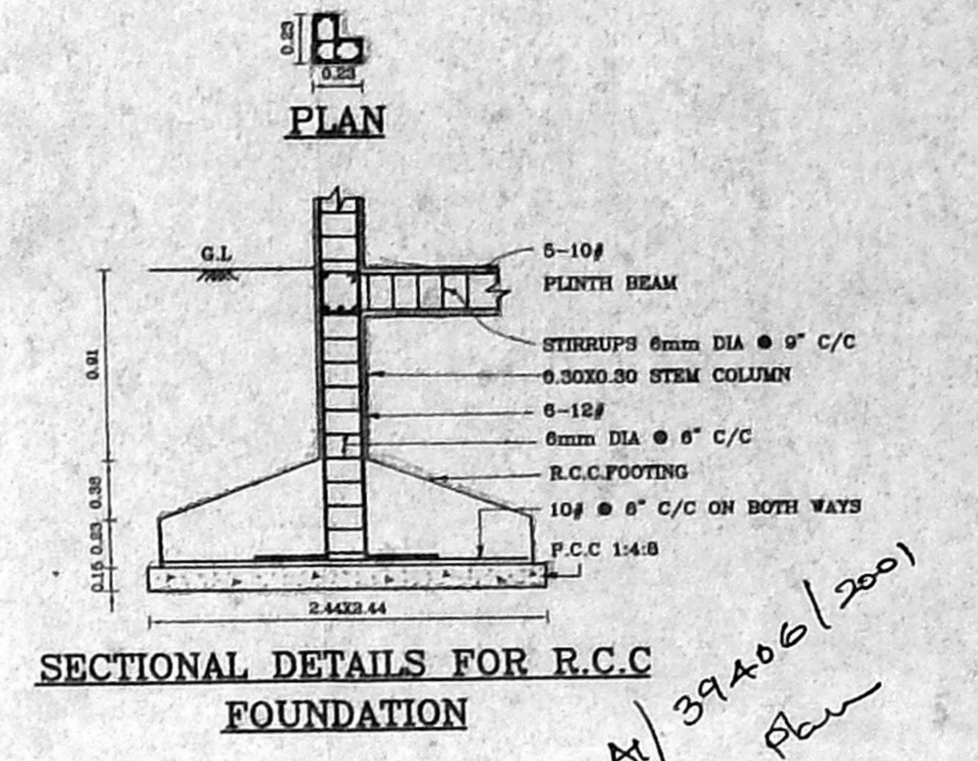 0.23
0.23
PLAN
G.L
5-10#
PLINTH BEAM
STIRRUPS 6mm DIA @ 9" C/C
0.30X0.30 STEM COLUMN
6-12#
6mm DIA @ 6" C/C
R.C.C.FOOTING
10# @ 6" C/C ON BOTH WAYS
P.C.C 1:4:8
0.91
0.38
0.23
0.15
2.44X2.44
SECTIONAL DETAILS FOR R.C.C
FOUNDATION
39406/2001
Plan